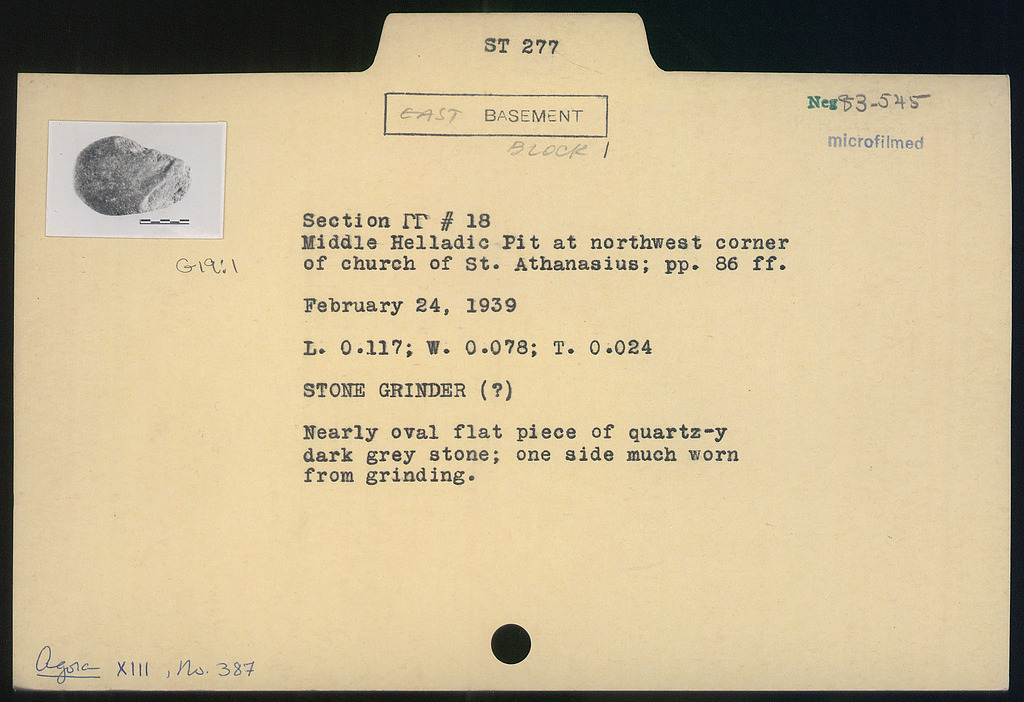 ST 277
EAST BASEMENT
BLOCK 1
Neg 83-545
microfilmed
G19:1
Section ΓΓ # 18
Middle Helladic Pit at northwest corner
of church of St. Athanasius; pp. 86 ff.
February 24, 1939
L. 0.117; W. 0.078; T. 0.024
STONE GRINDER (?)
Nearly oval flat piece of quartz-y
dark grey stone; one side much worn
from grinding.
Agora XIII, No. 387